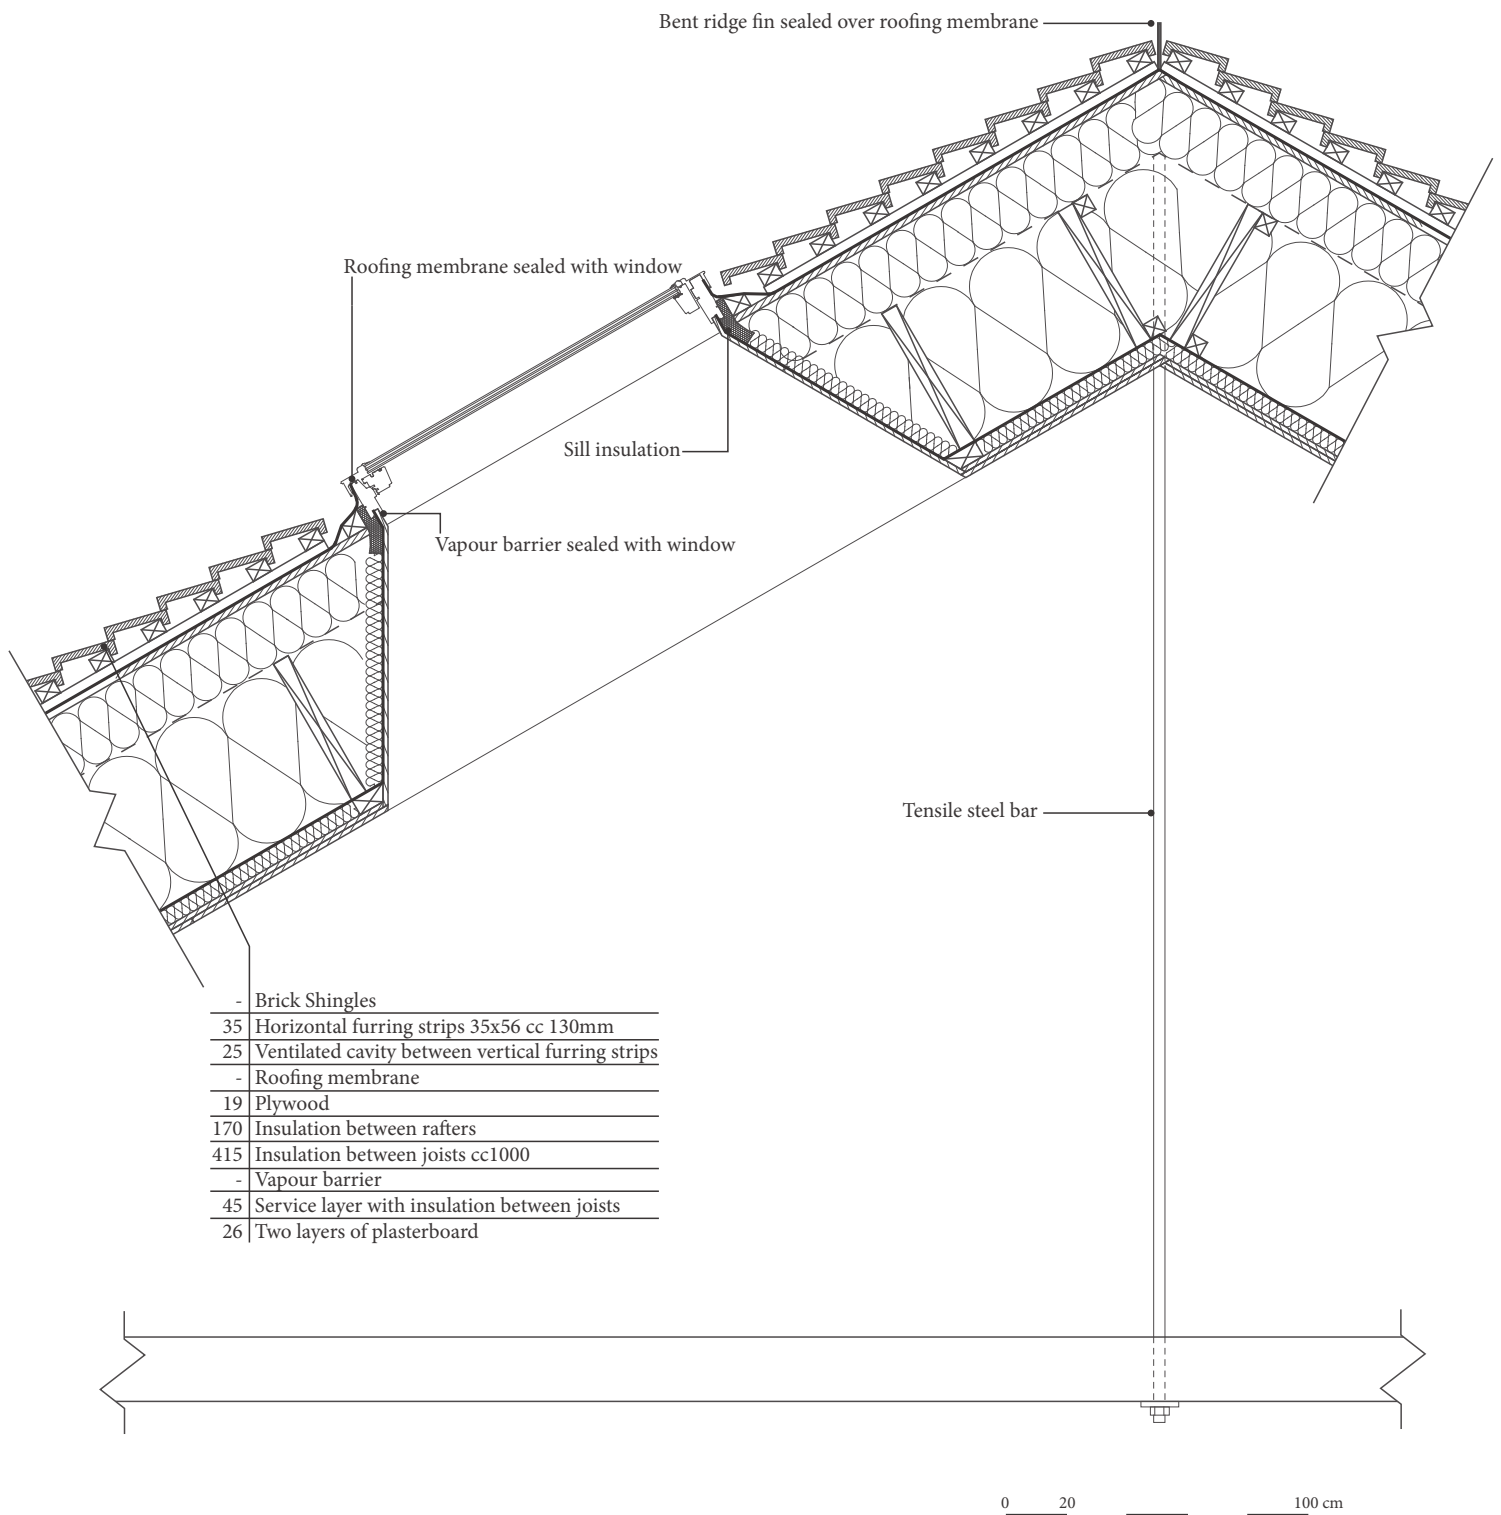 Bent ridge fin sealed over roofing membrane
Roofing membrane sealed with window
Sill insulation
Vapour barrier sealed with window
Tensile steel bar
- Brick Shingles
35 Horizontal furring strips 35x56 cc 130mm
25 Ventilated cavity between vertical furring strips
- Roofing membrane
19 Plywood
170 Insulation between rafters
415 Insulation between joists cc1000
- Vapour barrier
45 Service layer with insulation between joists
26 Two layers of plasterboard
0 20 100 cm